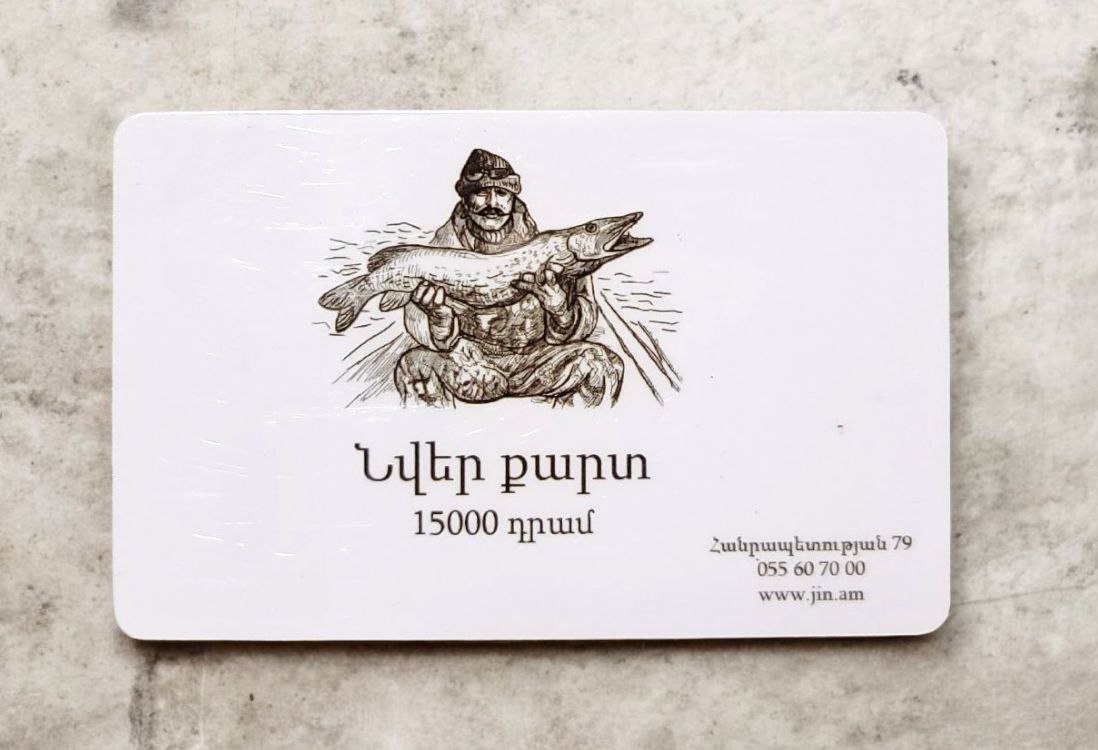 Նվեր քարտ
15000 դրամ
Հանրապետության 79
055 60 70 00
www.jin.am